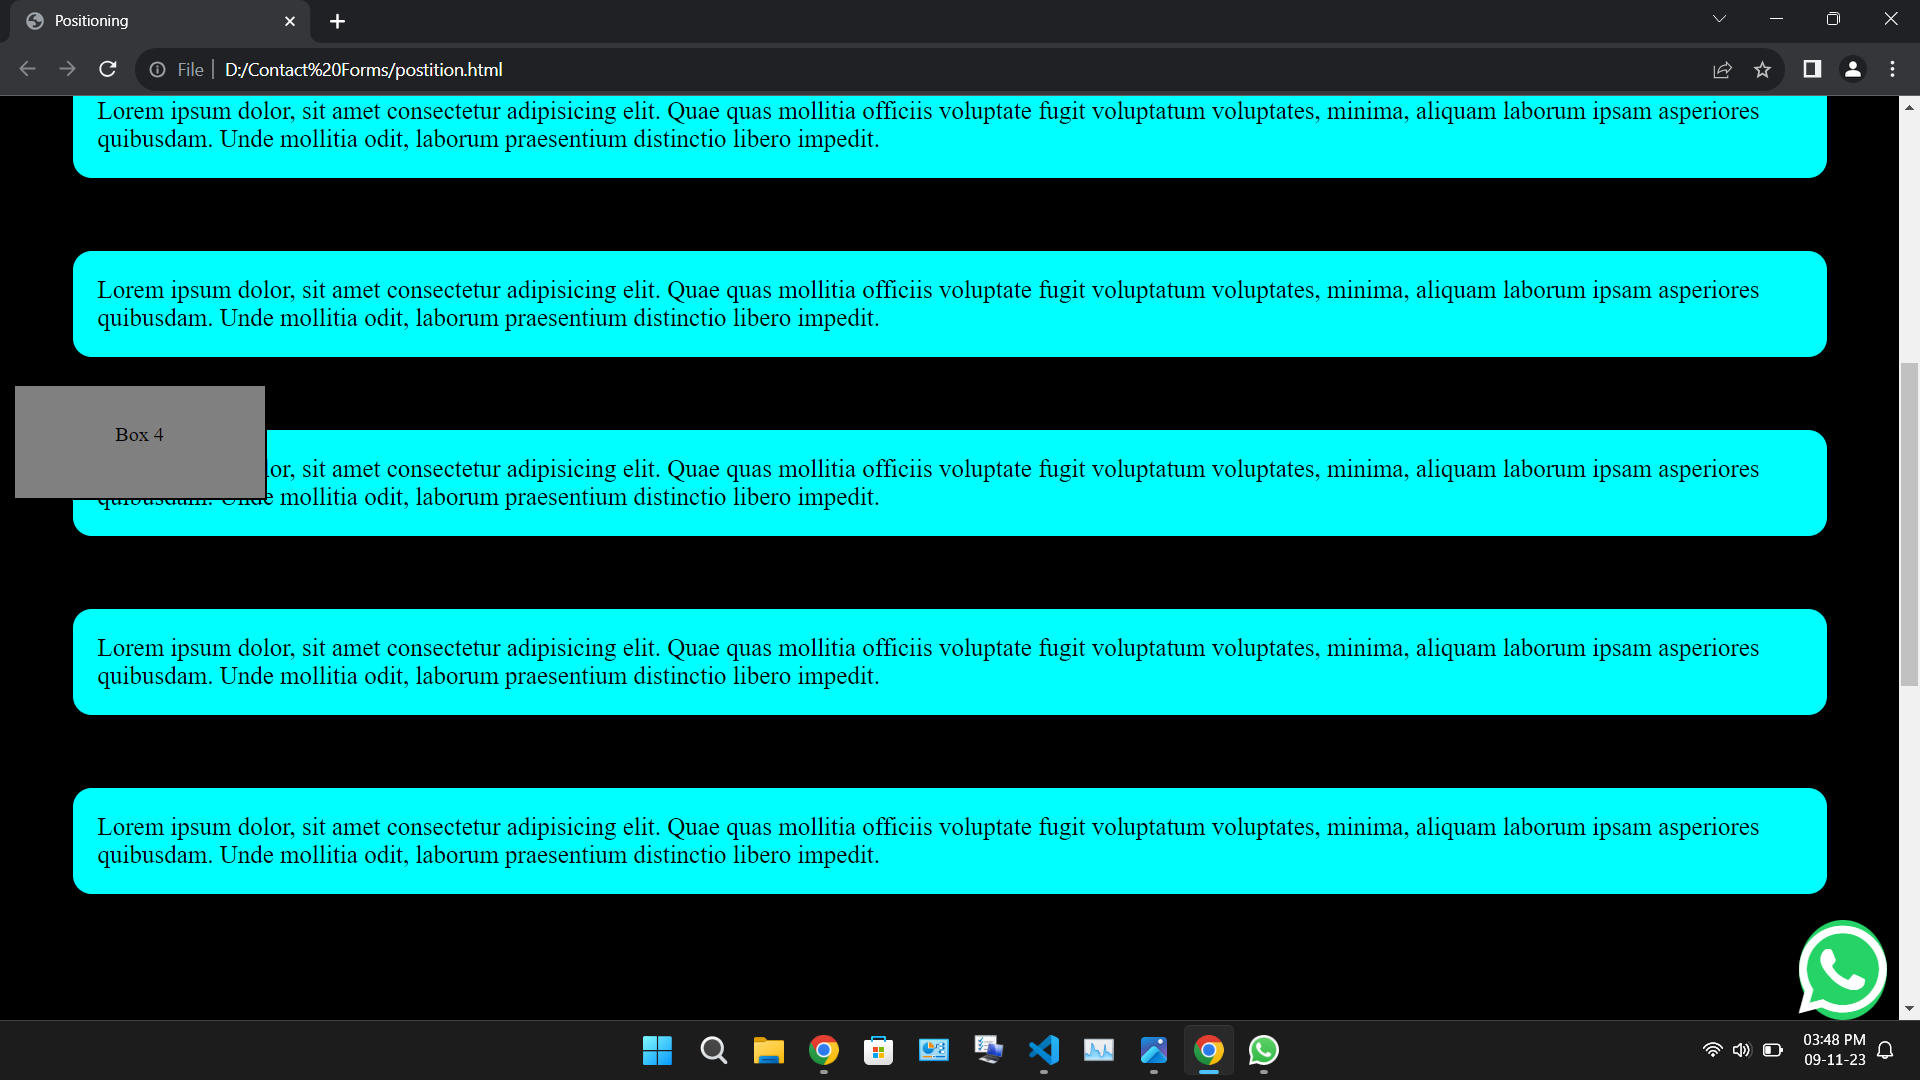 Positioning
File
D:/Contact%20Forms/postition.html
Lorem ipsum dolor, sit amet consectetur adipisicing elit. Quae quas mollitia officiis voluptate fugit voluptatum voluptates, minima, aliquam laborum ipsam asperiores
quibusdam. Unde mollitia odit, laborum praesentium distinctio libero impedit.
Lorem ipsum dolor, sit amet consectetur adipisicing elit. Quae quas mollitia officiis voluptate fugit voluptatum voluptates, minima, aliquam laborum ipsam asperiores
quibusdam. Unde mollitia odit, laborum praesentium distinctio libero impedit.
Box 4
sit amet consectetur adipisicing elit. Quae quas mollitia officiis voluptate fugit voluptatum voluptates, minima, aliquam laborum ipsam asperiores
mollitia odit, laborum praesentium distinctio libero impedit.
Lorem ipsum dolor, sit amet consectetur adipisicing elit. Quae quas mollitia officiis voluptate fugit voluptatum voluptates, minima, aliquam laborum ipsam asperiores
quibusdam. Unde mollitia odit, laborum praesentium distinctio libero impedit.
Lorem ipsum dolor, sit amet consectetur adipisicing elit. Quae quas mollitia officiis voluptate fugit voluptatum voluptates, minima, aliquam laborum ipsam asperiores
quibusdam. Unde mollitia odit, laborum praesentium distinctio libero impedit.
03:48 PM
09-11-23